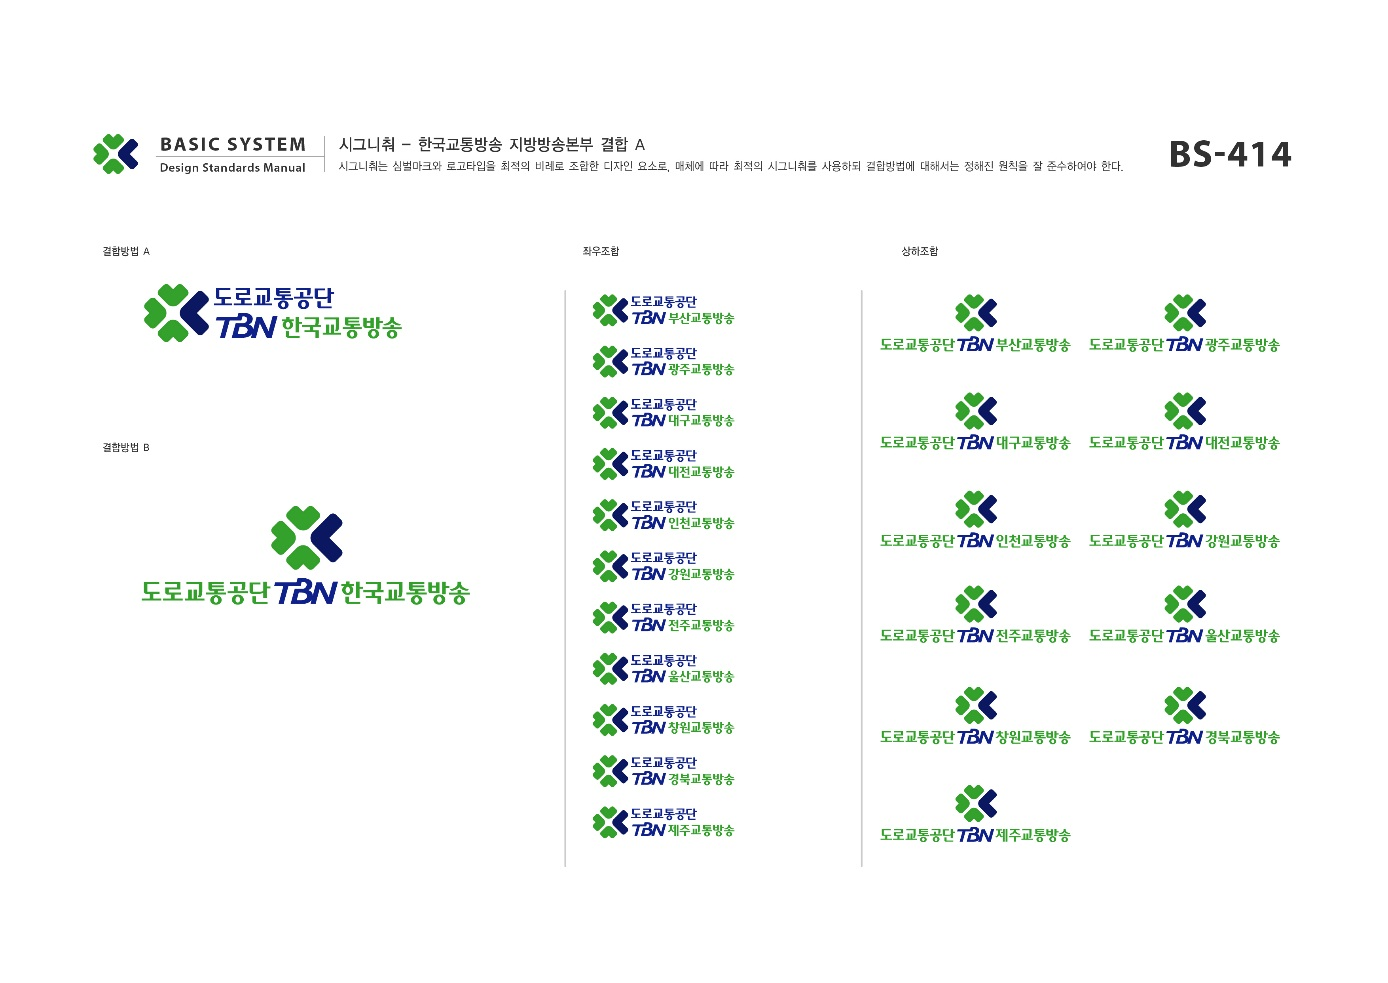 BASIC SYSTEM
Design Standards Manual
시그니춰 – 한국교통방송 지방방송본부 결합 A
시그니춰는 심벌마크와 로고타입을 최적의 비례로 조합한 디자인 요소로, 매체에 따라 최적의 시그니춰를 사용하되 결합방법에 대해서는 정해진 원칙을 잘 준수하여야 한다.
BS-414
결합방법 A
도로교통공단
TBN 한국교통방송
결합방법 B
도로교통공단 TBN 한국교통방송
좌우조합
도로교통공단
TBN 부산교통방송
도로교통공단
TBN 광주교통방송
도로교통공단
TBN 대구교통방송
도로교통공단
TBN 대전교통방송
도로교통공단
TBN 인천교통방송
도로교통공단
TBN 강원교통방송
도로교통공단
TBN 전주교통방송
도로교통공단
TBN 울산교통방송
도로교통공단
TBN 창원교통방송
도로교통공단
TBN 경북교통방송
도로교통공단
TBN 제주교통방송
상하조합
도로교통공단 TBN 부산교통방송
도로교통공단 TBN 광주교통방송
도로교통공단 TBN 대구교통방송
도로교통공단 TBN 대전교통방송
도로교통공단 TBN 인천교통방송
도로교통공단 TBN 강원교통방송
도로교통공단 TBN 전주교통방송
도로교통공단 TBN 울산교통방송
도로교통공단 TBN 창원교통방송
도로교통공단 TBN 경북교통방송
도로교통공단 TBN 제주교통방송